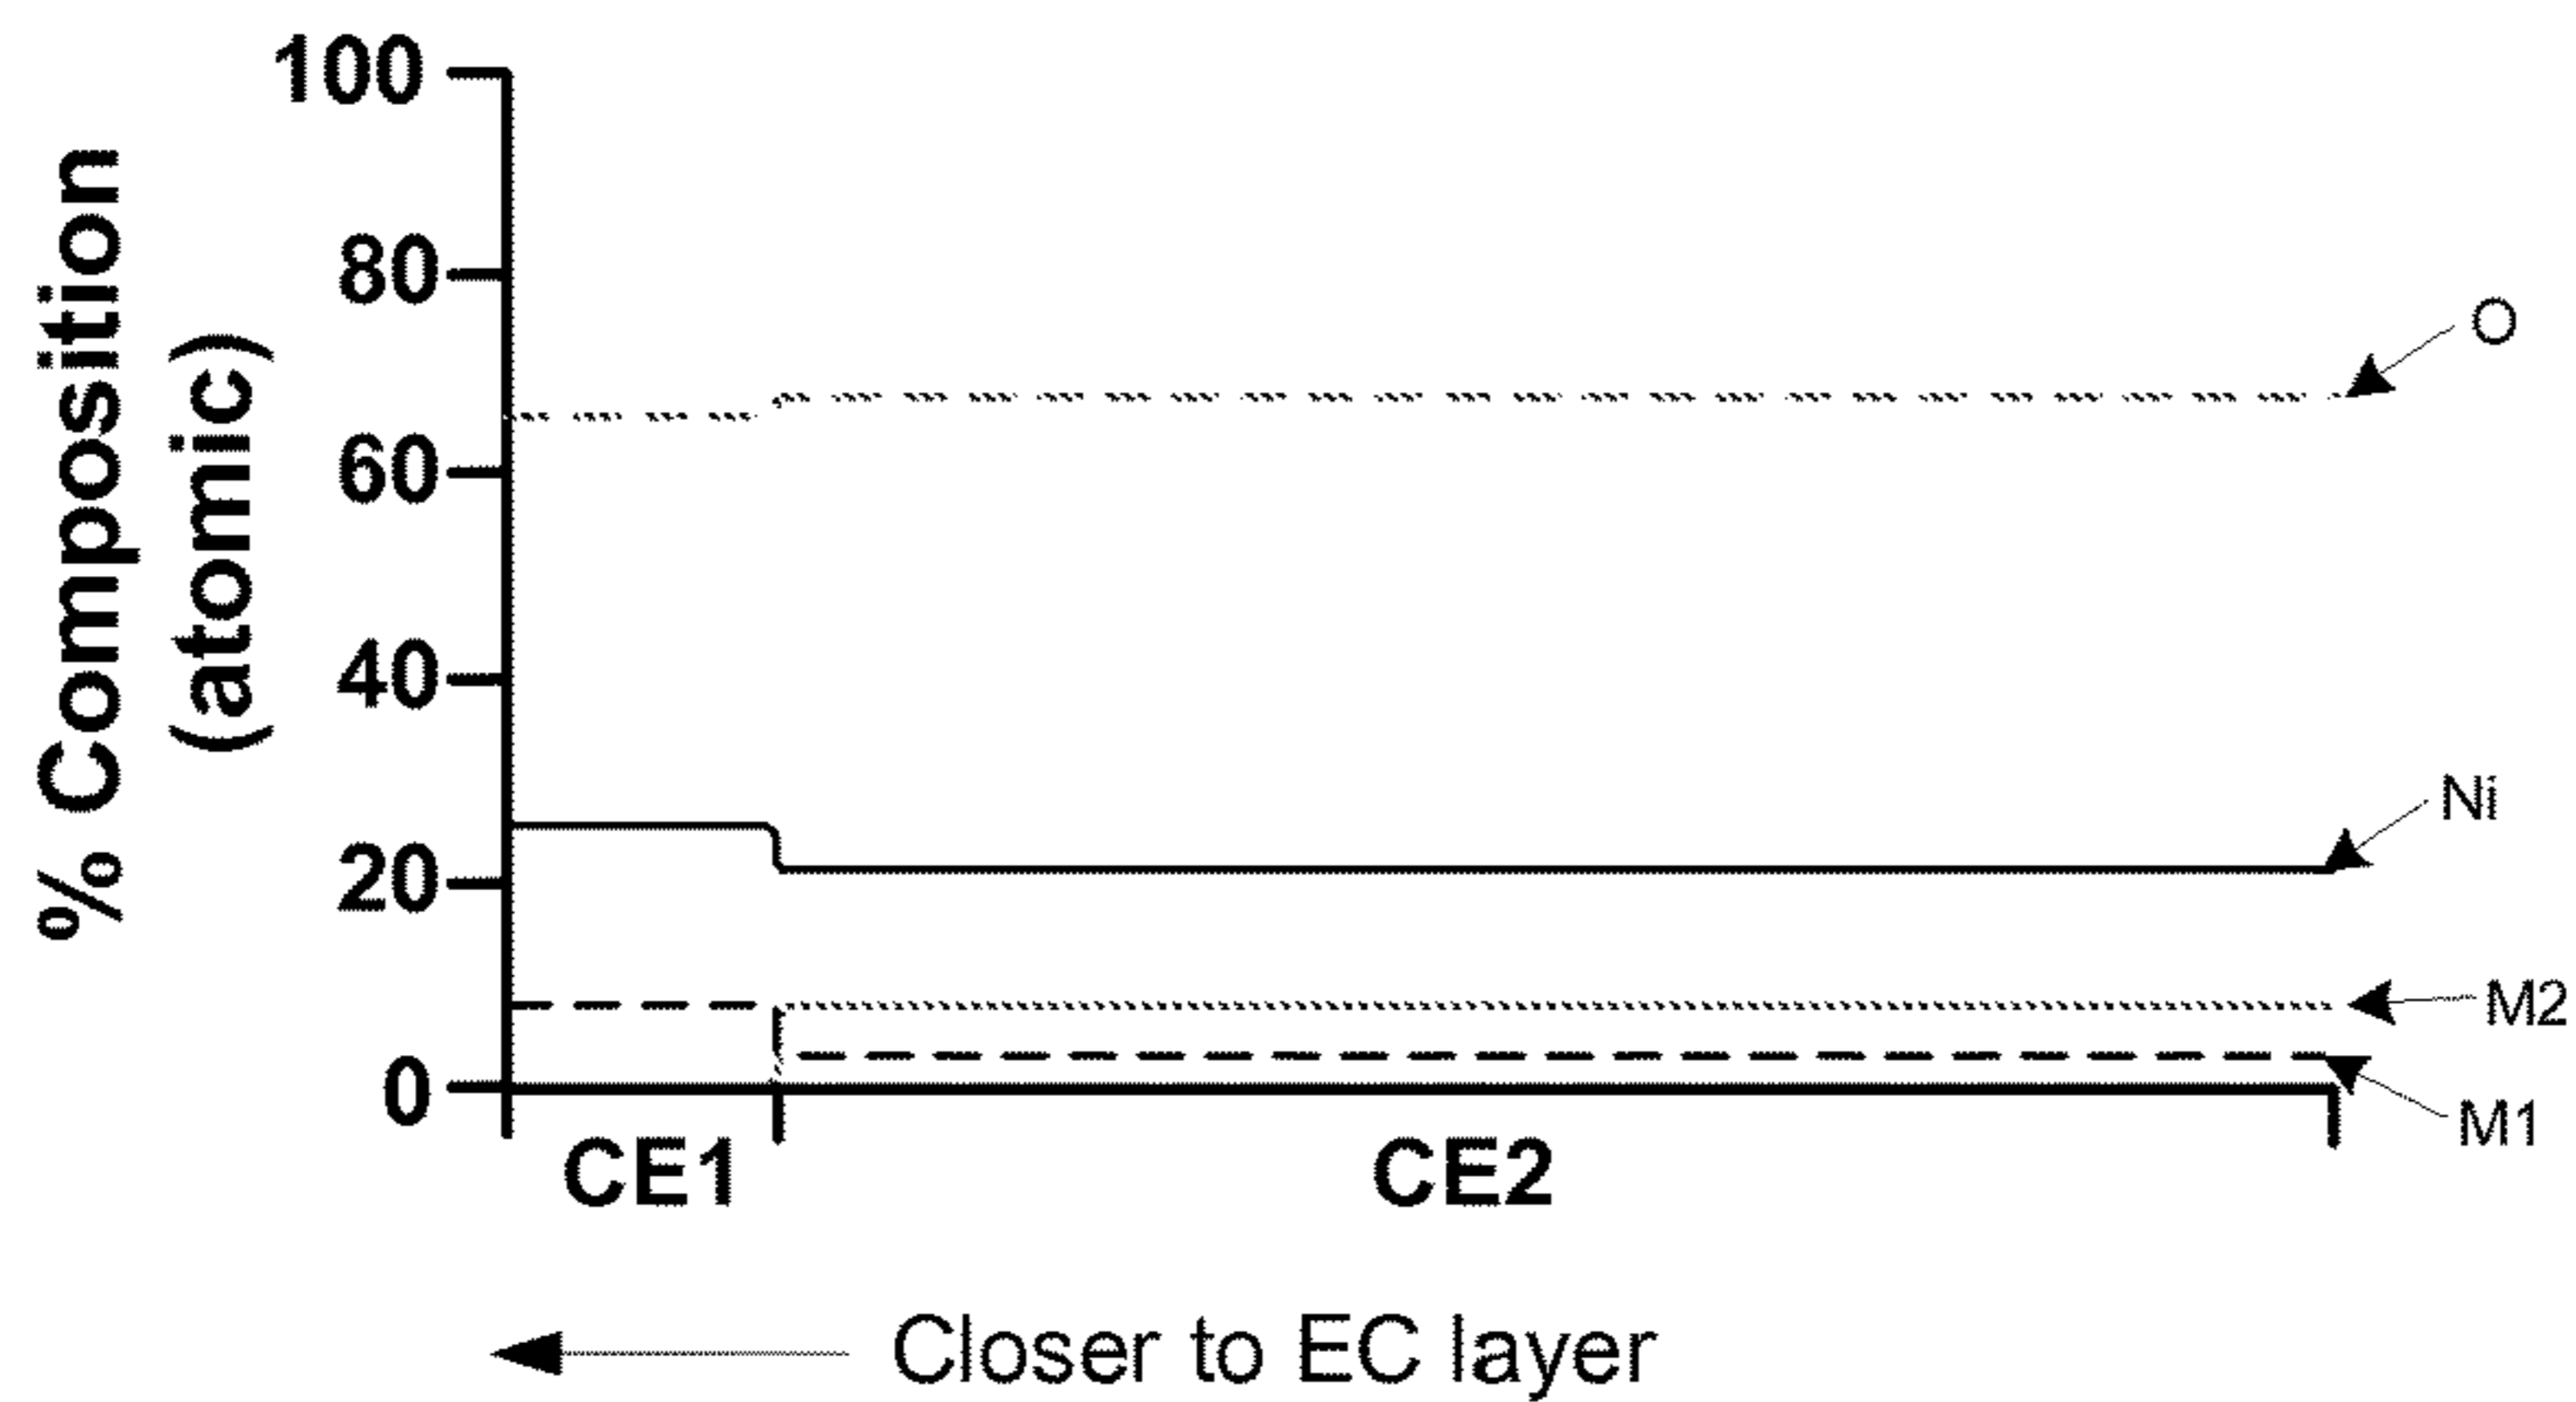 % Composition
(atomic)
100
80
60
40
20
0
O
Ni
M2
M1
CE1
CE2
Closer to EC layer